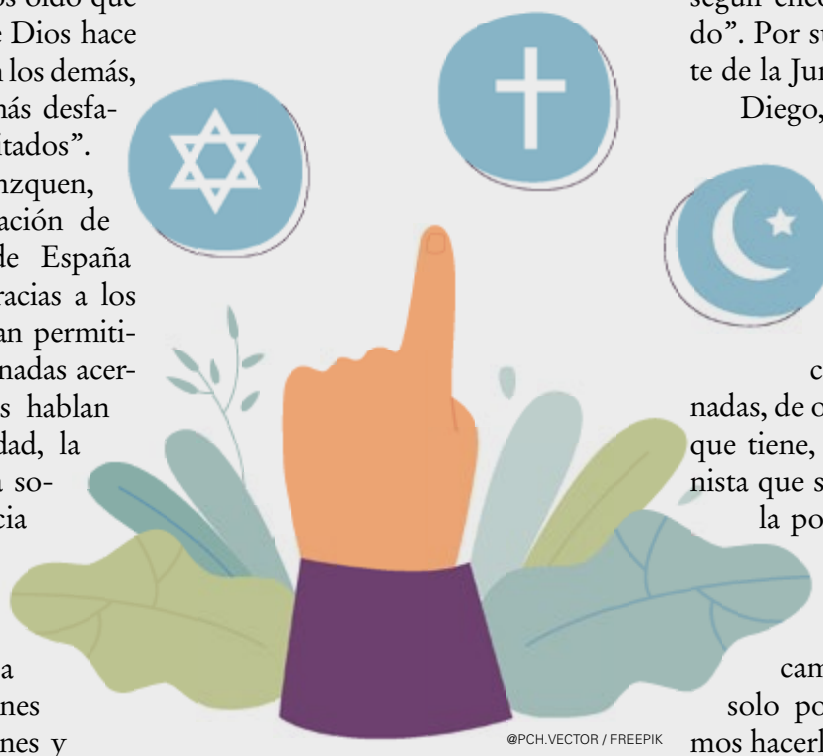 os oído que
e Dios hace
n los demás,
más desfa-
itados”.
nzquen,
ación de
de España
racias a los
an permiti-
nadas acer-
s hablan
dad, la
a so-
cia
a
nes
nes y
seguir enco
do”. Por su
te de la Jun
Diego,
c
nadas, de o
que tiene,
nista que s
la po
cam
solo po
mos hacerl
@PCH.VECTOR / FREEPIK